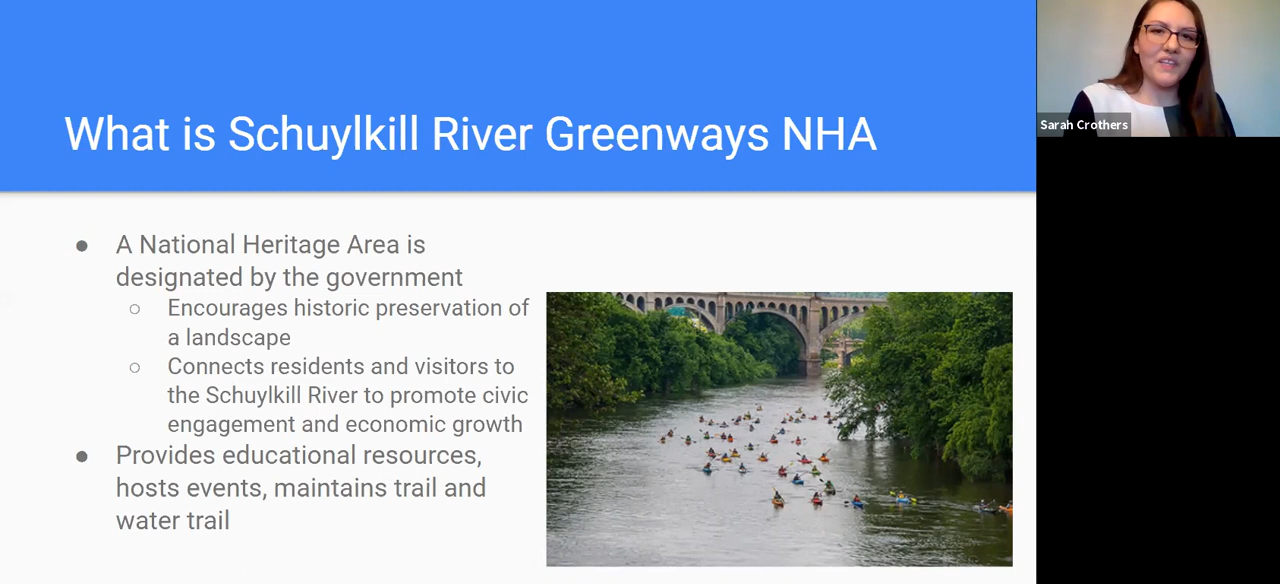 What is Schuylkill River Greenways NHA
● A National Heritage Area is
designated by the government
○ Encourages historic preservation of
a landscape
○ Connects residents and visitors to
the Schuylkill River to promote civic
engagement and economic growth
● Provides educational resources,
hosts events, maintains trail and
water trail
Sarah Crothers